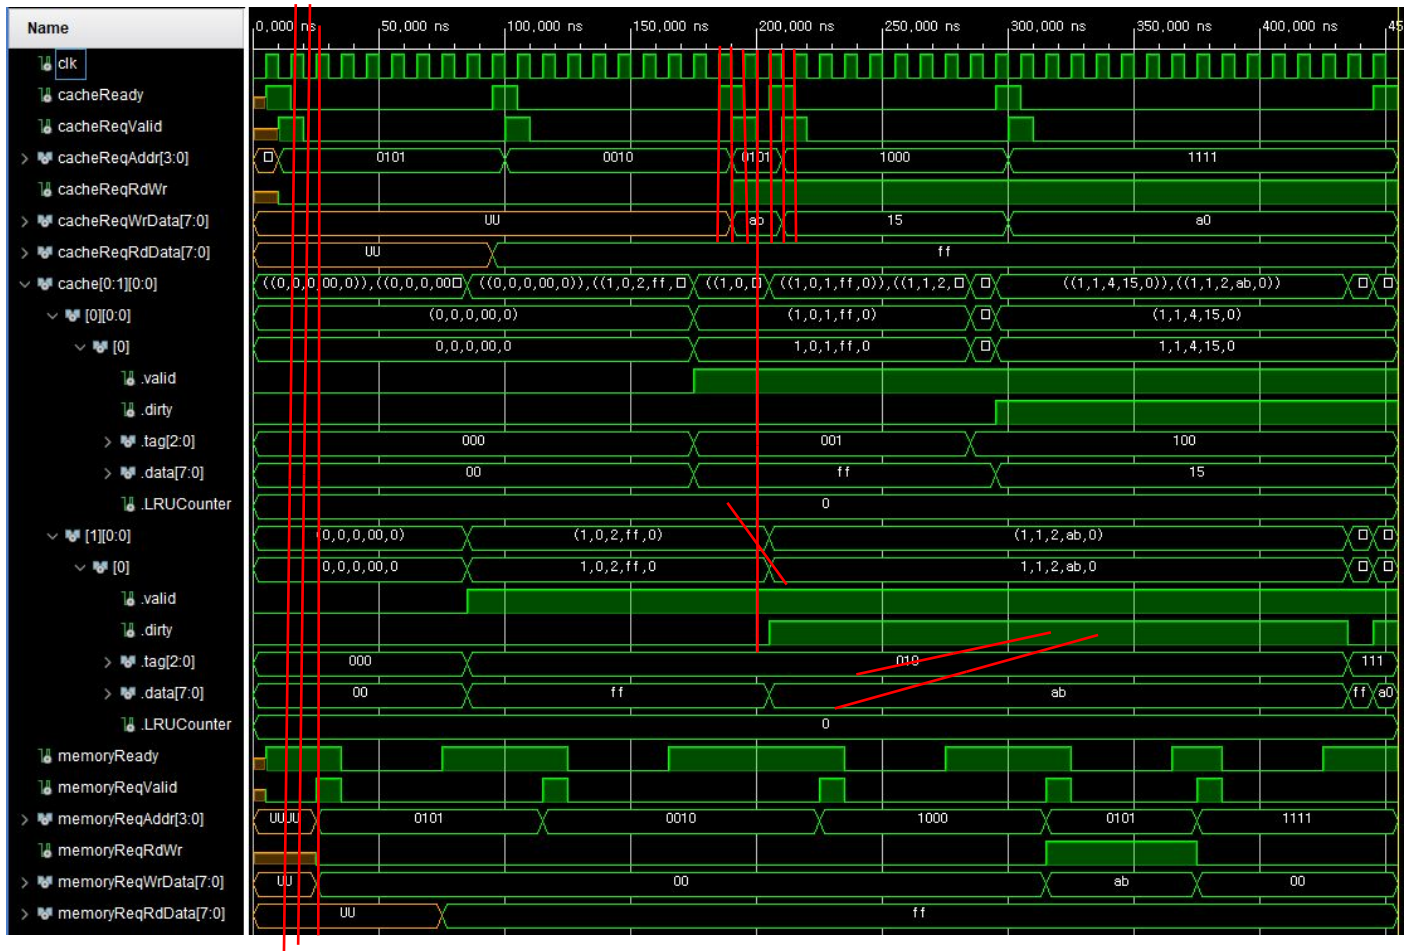 Name 0,000 ns 50,000 ns 100,000 ns 150,000 ns 200,000 ns 250,000 ns 300,000 ns 350,000 ns 400,000 ns 45
clk
cacheReady
cacheReqValid
cacheReqAddr[3:0] 0101 0010 0101 1000 1111
cacheReqRdWr
cacheReqWrData[7:0] UU ab 15 a0
cacheReqRdData[7:0] UU ff
cache[0:1][0:0] ((0,0,0,00,0)),((0,0,0,00 ((0,0,0,00,0)),((1,0,2,ff, ((1,0, ((1,0,1,ff,0)),((1,1,2, ((1,1,4,15,0)),((1,1,2,ab,0))
[0][0:0] (0,0,0,00,0) (1,0,1,ff,0) (1,1,4,15,0)
[0] 0,0,0,00,0 1,0,1,ff,0 1,1,4,15,0
.valid
.dirty
.tag[2:0] 000 001 100
.data[7:0] 00 ff 15
.LRUCounter 0
[1][0:0] (0,0,0,00,0) (1,0,2,ff,0) (1,1,2,ab,0)
[0] 0,0,0,00,0 1,0,2,ff,0 1,1,2,ab,0
.valid
.dirty
.tag[2:0] 000 010 111
.data[7:0] 00 ff ab ff a0
.LRUCounter 0
memoryReady
memoryReqValid
memoryReqAddr[3:0] UUUU 0101 0010 1000 0101 1111
memoryReqRdWr
memoryReqWrData[7:0] UU 00 ab 00
memoryReqRdData[7:0] UU ff